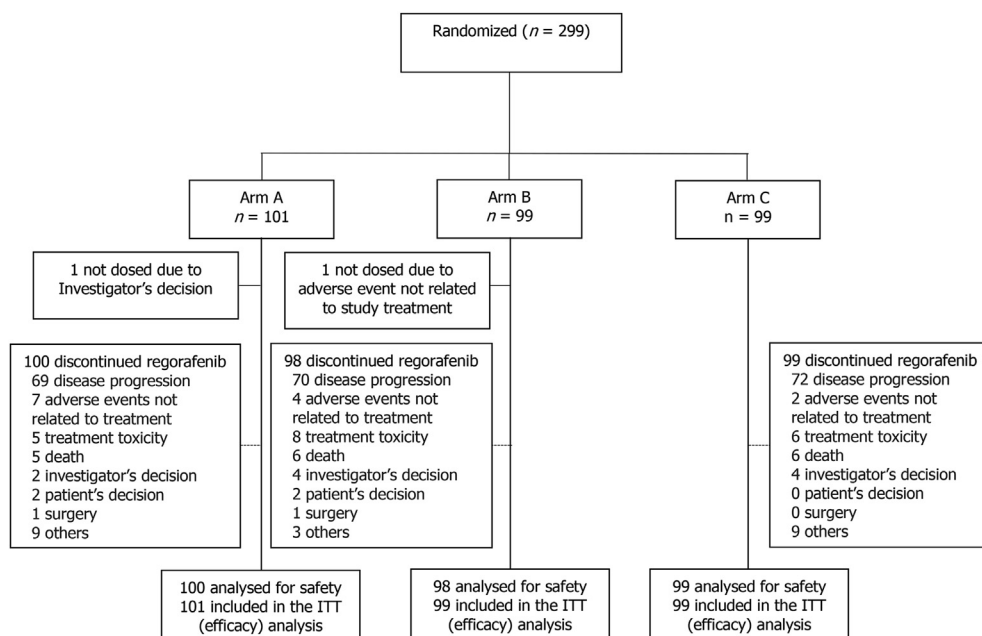 Randomized (n = 299)
Arm A
n = 101
Arm B
n = 99
Arm C
n = 99
1 not dosed due to
Investigator’s decision
1 not dosed due to
adverse event not related
to study treatment
100 discontinued regorafenib
69 disease progression
7 adverse events not
related to treatment
5 treatment toxicity
5 death
2 investigator’s decision
2 patient’s decision
1 surgery
9 others
98 discontinued regorafenib
70 disease progression
4 adverse events not
related to treatment
8 treatment toxicity
6 death
4 investigator’s decision
2 patient’s decision
1 surgery
3 others
99 discontinued regorafenib
72 disease progression
2 adverse events not
related to treatment
6 treatment toxicity
6 death
4 investigator’s decision
0 patient’s decision
0 surgery
9 others
100 analysed for safety
101 included in the ITT
(efficacy) analysis
98 analysed for safety
99 included in the ITT
(efficacy) analysis
99 analysed for safety
99 included in the ITT
(efficacy) analysis